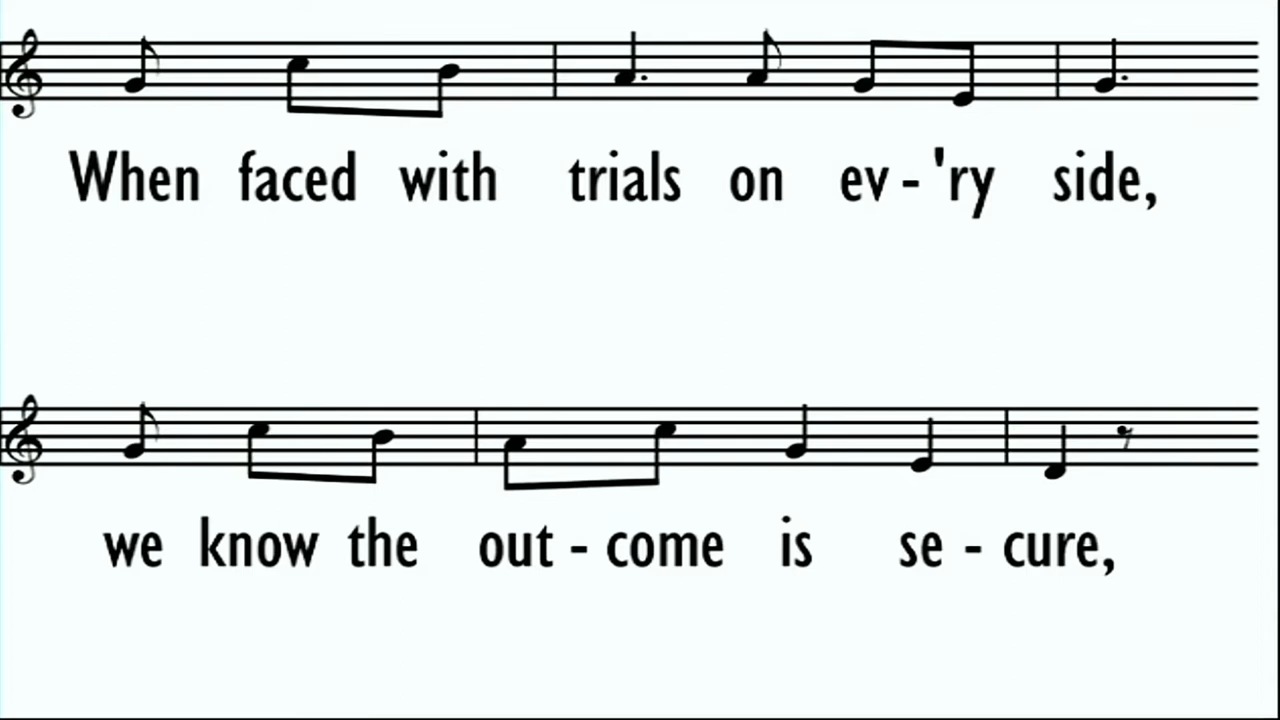 When faced with trials on ev - 'ry side,
we know the out - come is se - cure,